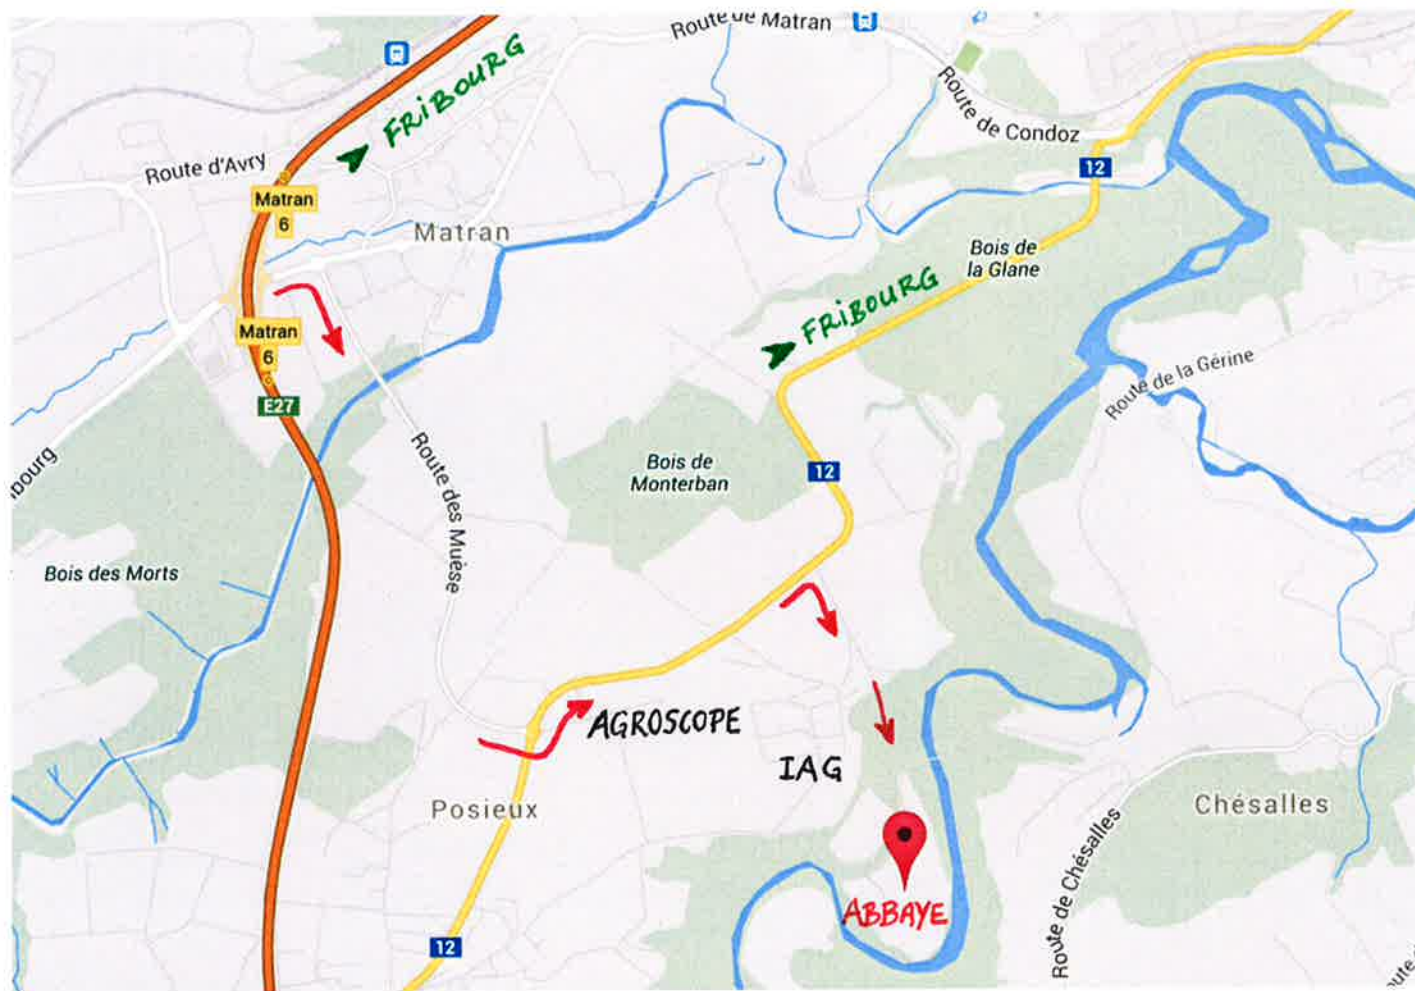 Route de Matran
FRIBOURG
Route de Condoz
Route d'Avry
12
Matran
6
Matran
Bois de
la Glane
FRIBOURG
Matran
6
E27
Route de la Gérine
bourg
Route des Muèse
Bois de
Monterban
12
Bois des Morts
AGROSCOPE
IAG
Posieux
Chésalles
Route de Chésalles
ABBAYE
12